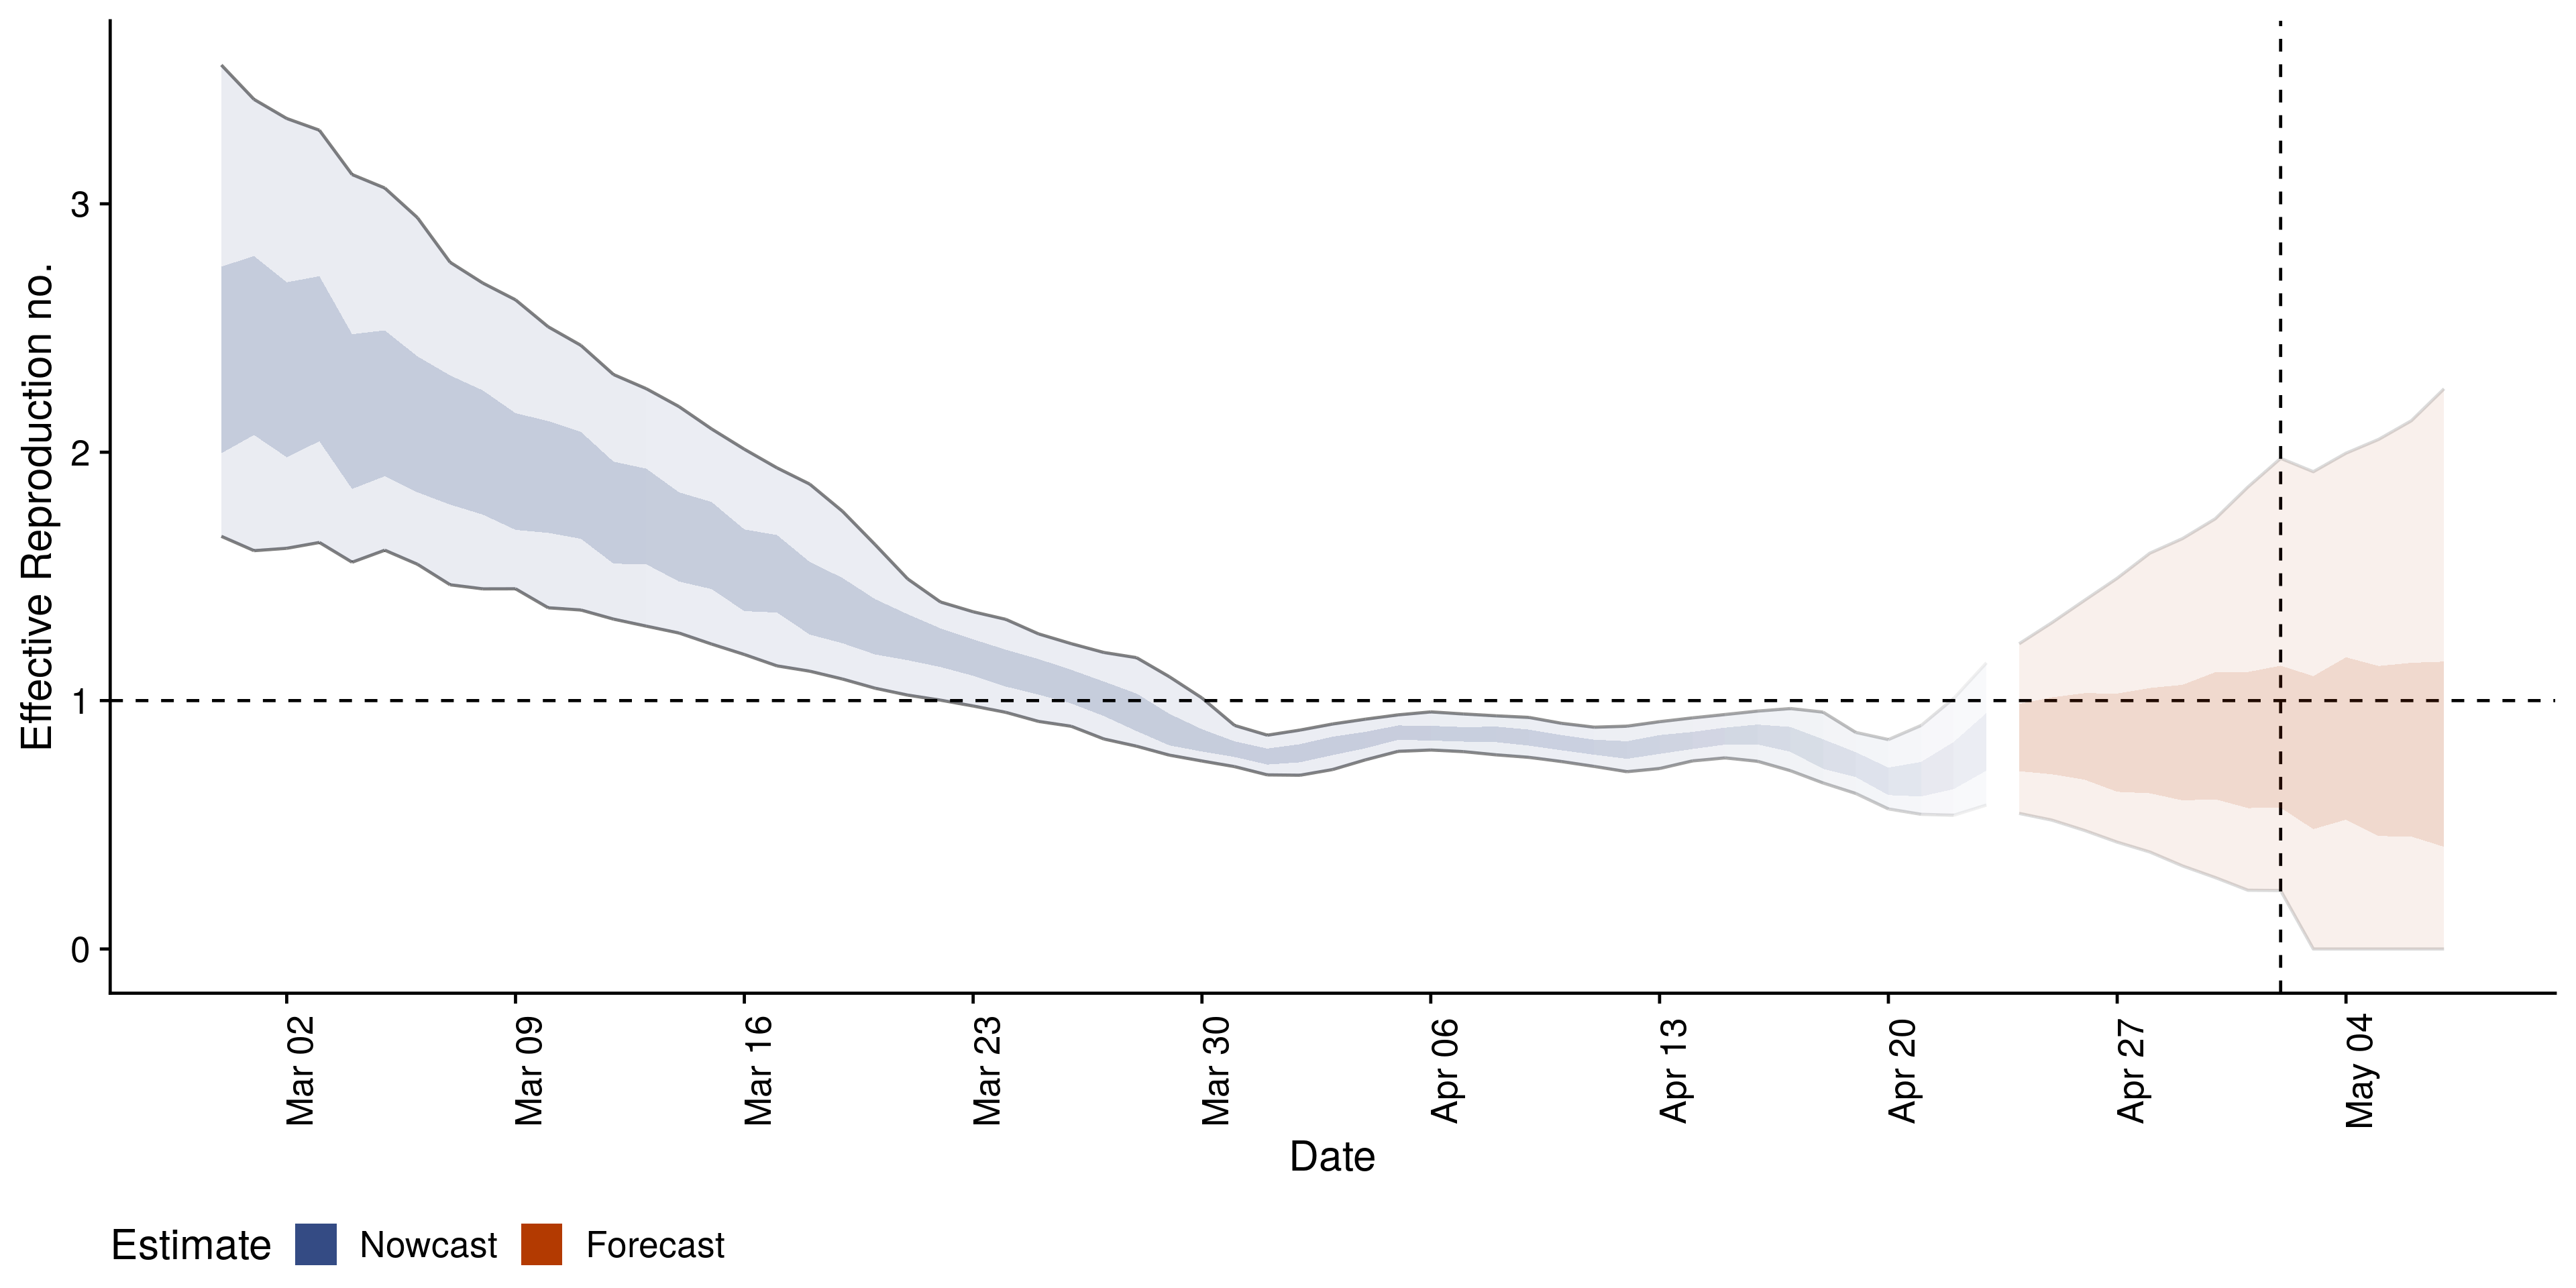 Effective Reproduction no.
3
2
1
0
Mar 02
Mar 09
Mar 16
Mar 23
Mar 30
Apr 06
Apr 13
Apr 20
Apr 27
May 04
Date
Estimate Nowcast Forecast